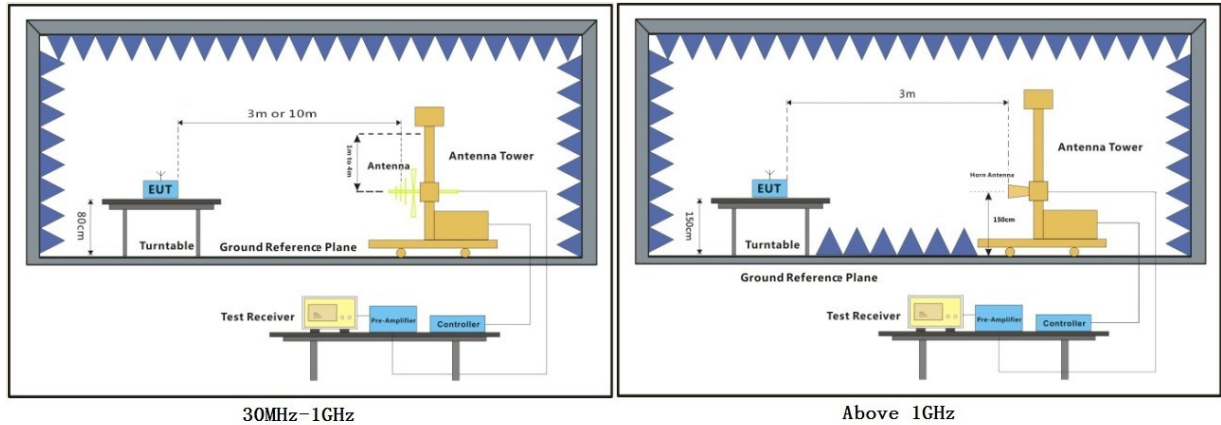 3m or 10m
1m to 4m
Antenna
Antenna Tower
EUT
80cm
Turntable
Ground Reference Plane
Test Receiver
Pre-Amplifier
Controller
30MHz-1GHz
3m
Antenna Tower
Horn Antenna
EUT
150cm
150cm
Turntable
Ground Reference Plane
Test Receiver
Pre-Amplifier
Controller
Above 1GHz